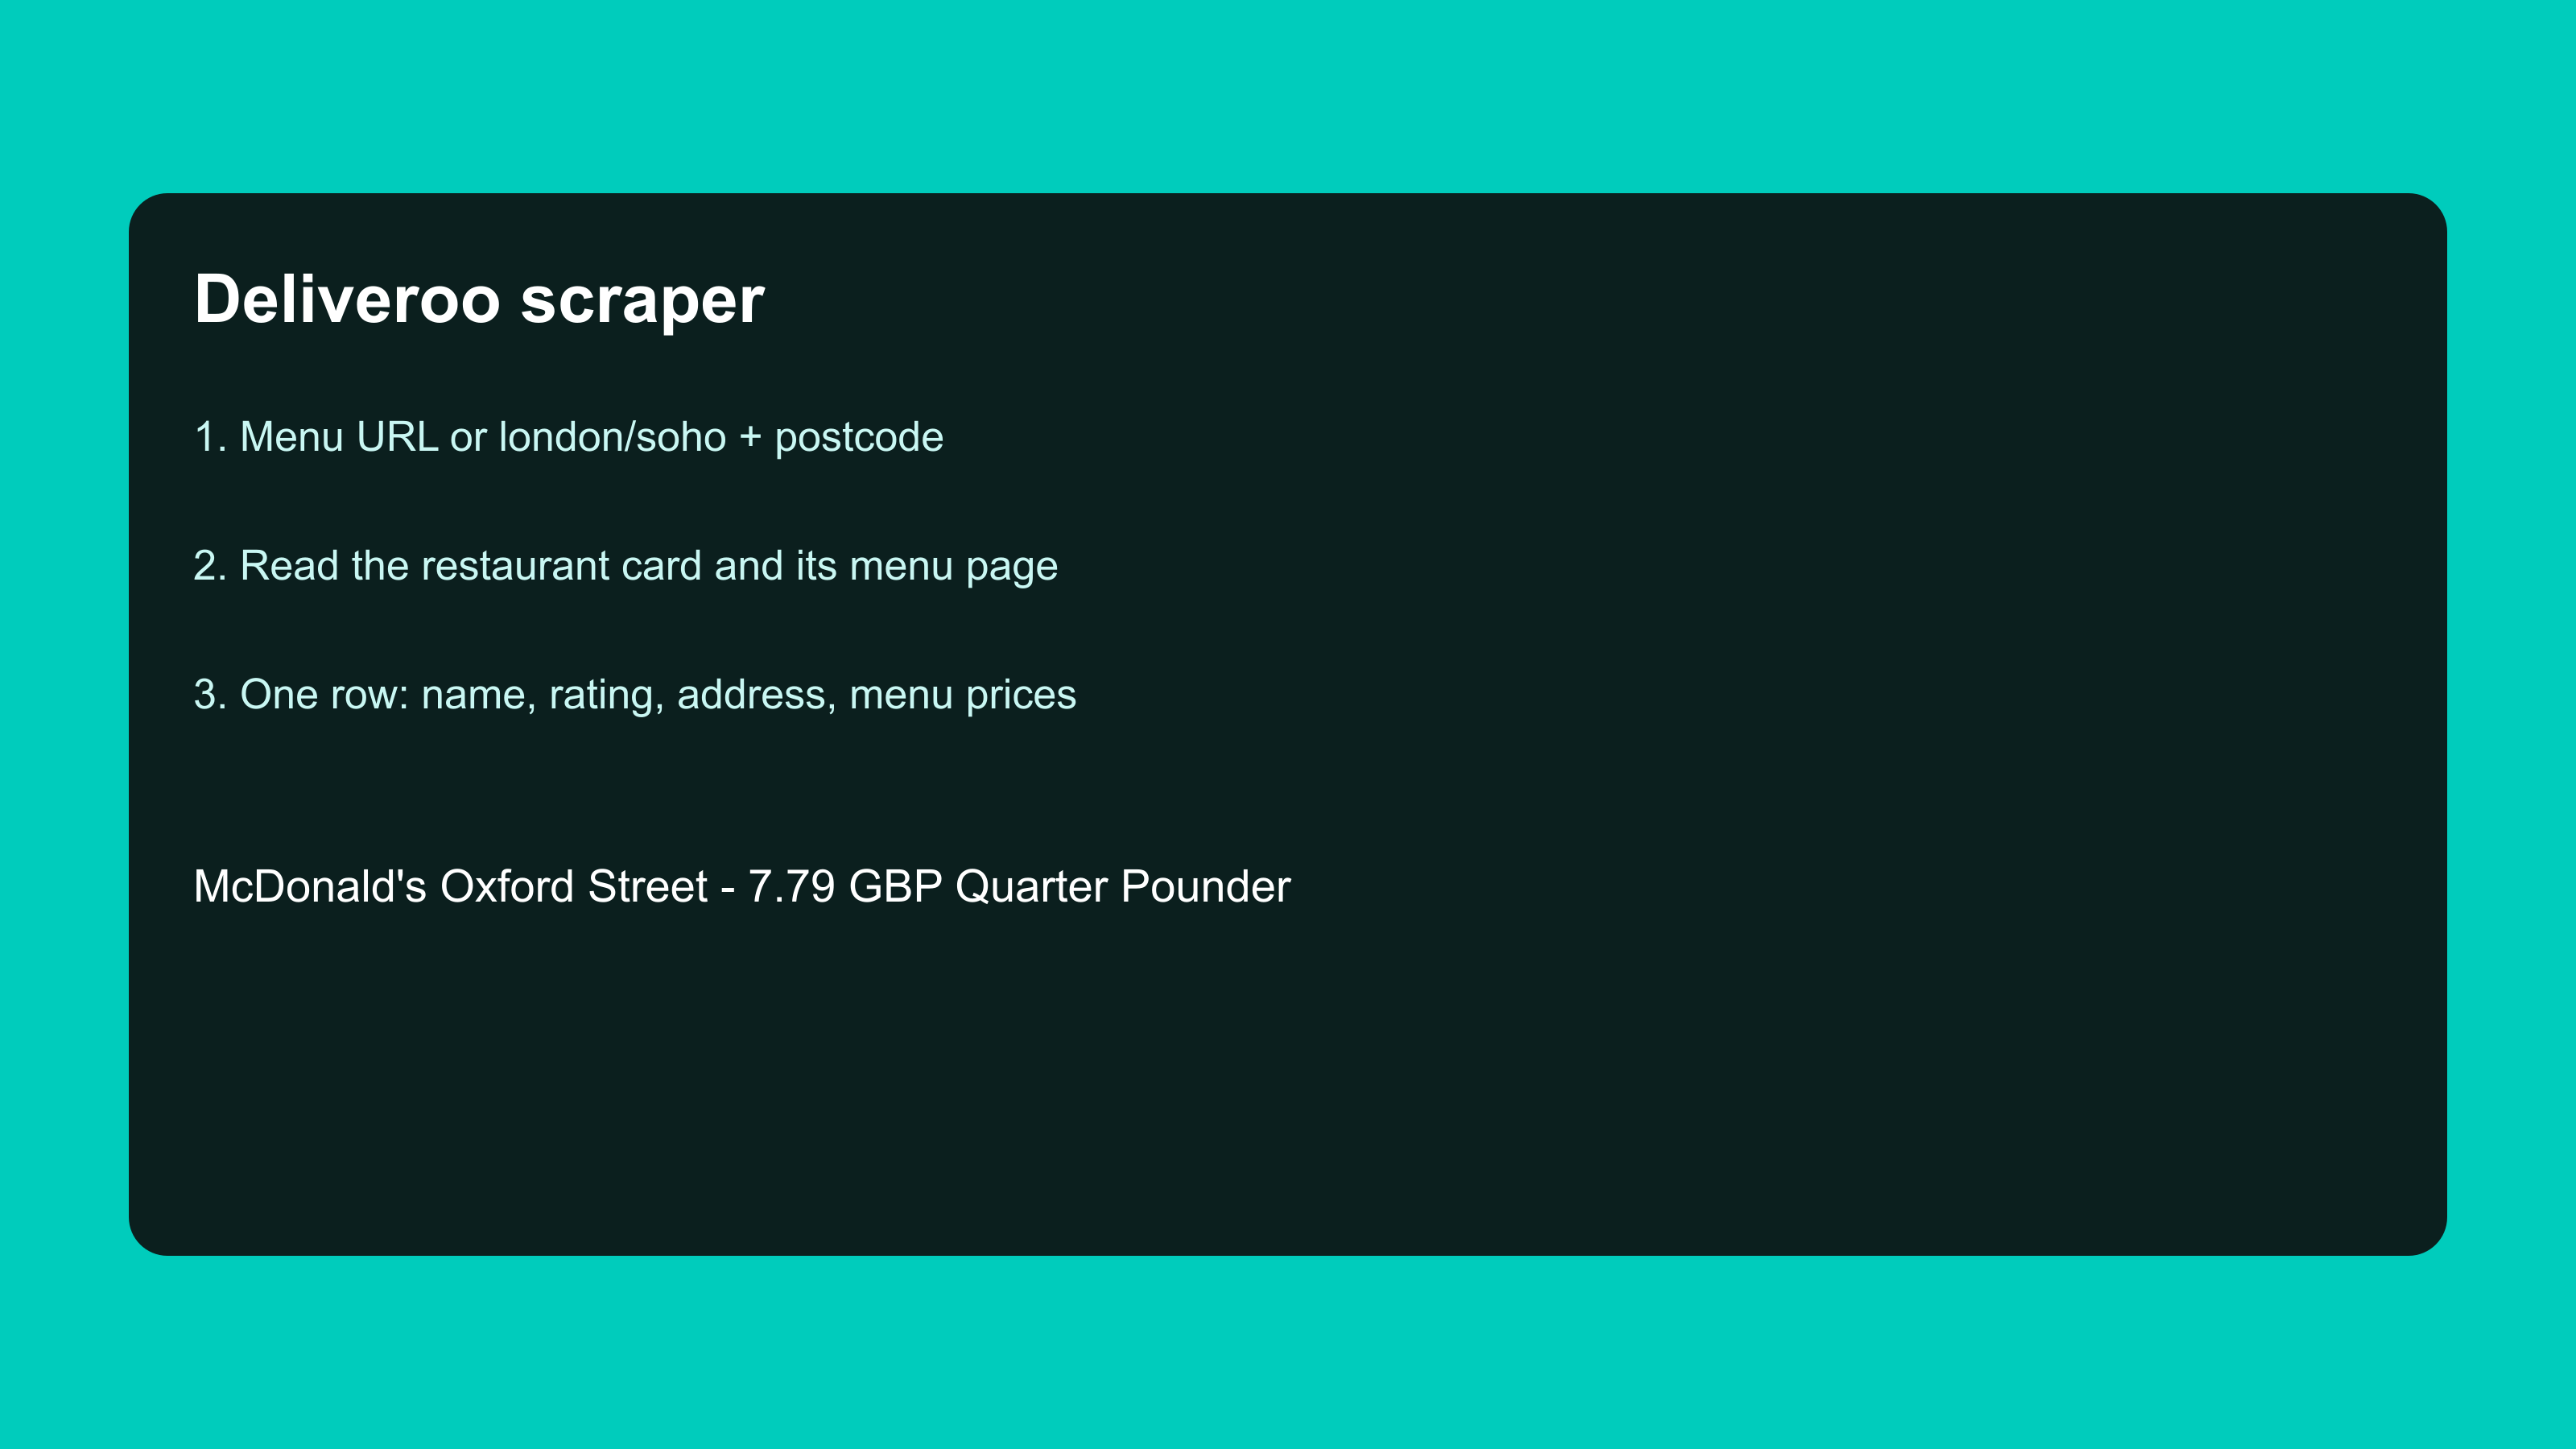 Deliveroo scraper
1. Menu URL or london/soho + postcode
2. Read the restaurant card and its menu page
3. One row: name, rating, address, menu prices
McDonald's Oxford Street - 7.79 GBP Quarter Pounder